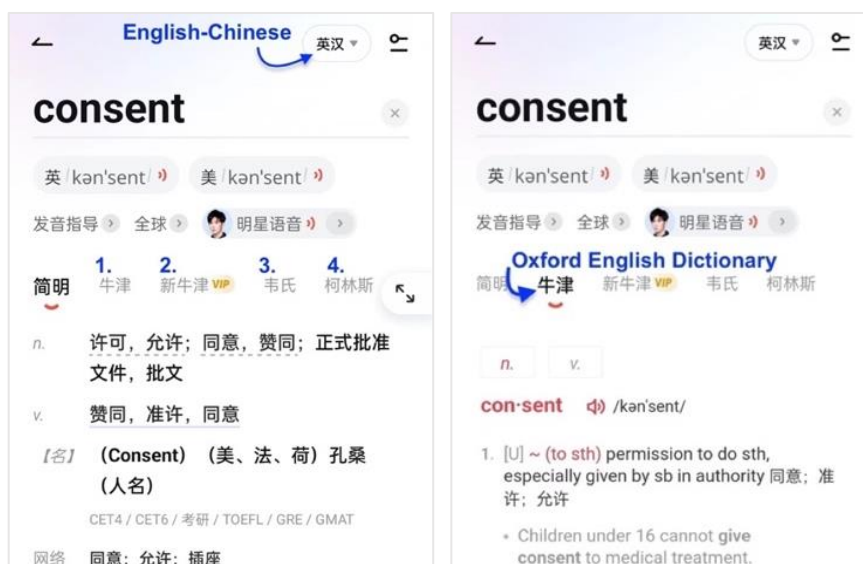 English-Chinese
英汉
consent
英 /kən'sent/
美 /kən'sent/
发音指导
全球
明星语音
1. 2. 3. 4.
简明 牛津 新牛津 VIP 韦氏 柯林斯
n. 许可，允许；同意，赞同；正式批准
文件，批文
v. 赞同，准许，同意
【名】 （Consent）（美、法、荷）孔桑
（人名）
CET4 / CET6 / 考研 / TOEFL / GRE / GMAT
网络 同意；允许；插座
英汉
consent
英 /kən'sent/
美 /kən'sent/
发音指导
全球
明星语音
Oxford English Dictionary
简明 牛津 新牛津 VIP 韦氏 柯林斯
n. v.
con·sent /kən'sent/
1. [U] ~ (to sth) permission to do sth,
especially given by sb in authority 同意；准
许；允许
• Children under 16 cannot give
consent to medical treatment.